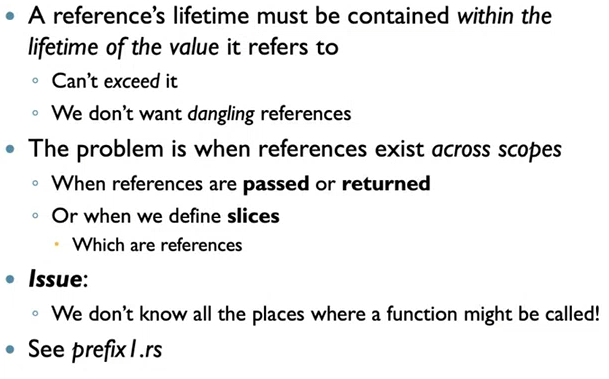 • A reference’s lifetime must be contained within the
lifetime of the value it refers to
◦ Can’t exceed it
◦ We don’t want dangling references
• The problem is when references exist across scopes
◦ When references are passed or returned
◦ Or when we define slices
• Which are references
• Issue:
◦ We don’t know all the places where a function might be called!
• See prefix1.rs